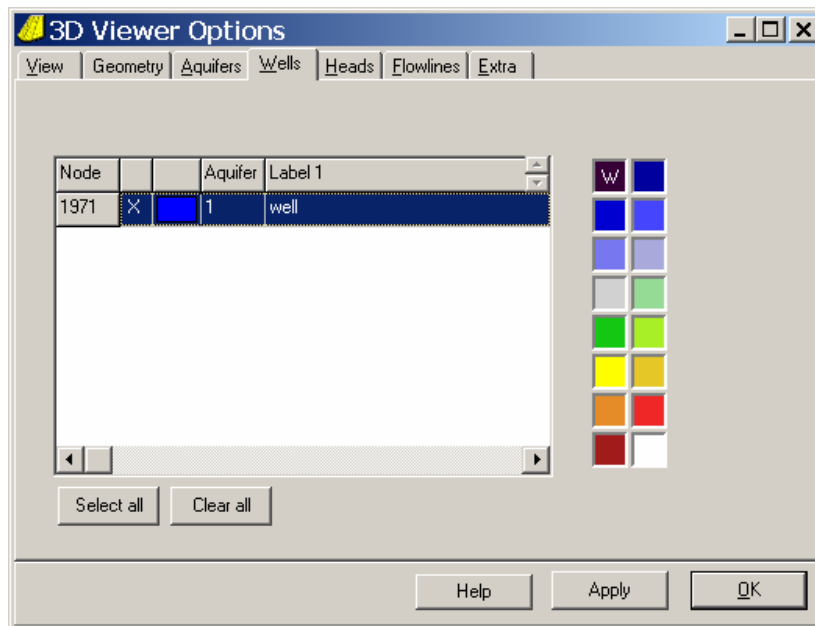 3D Viewer Options
View Geometry Aquifers Wells Heads Flowlines Extra
Node Aquifer Label 1
1971 X 1 well
W
Select all Clear all
Help Apply OK